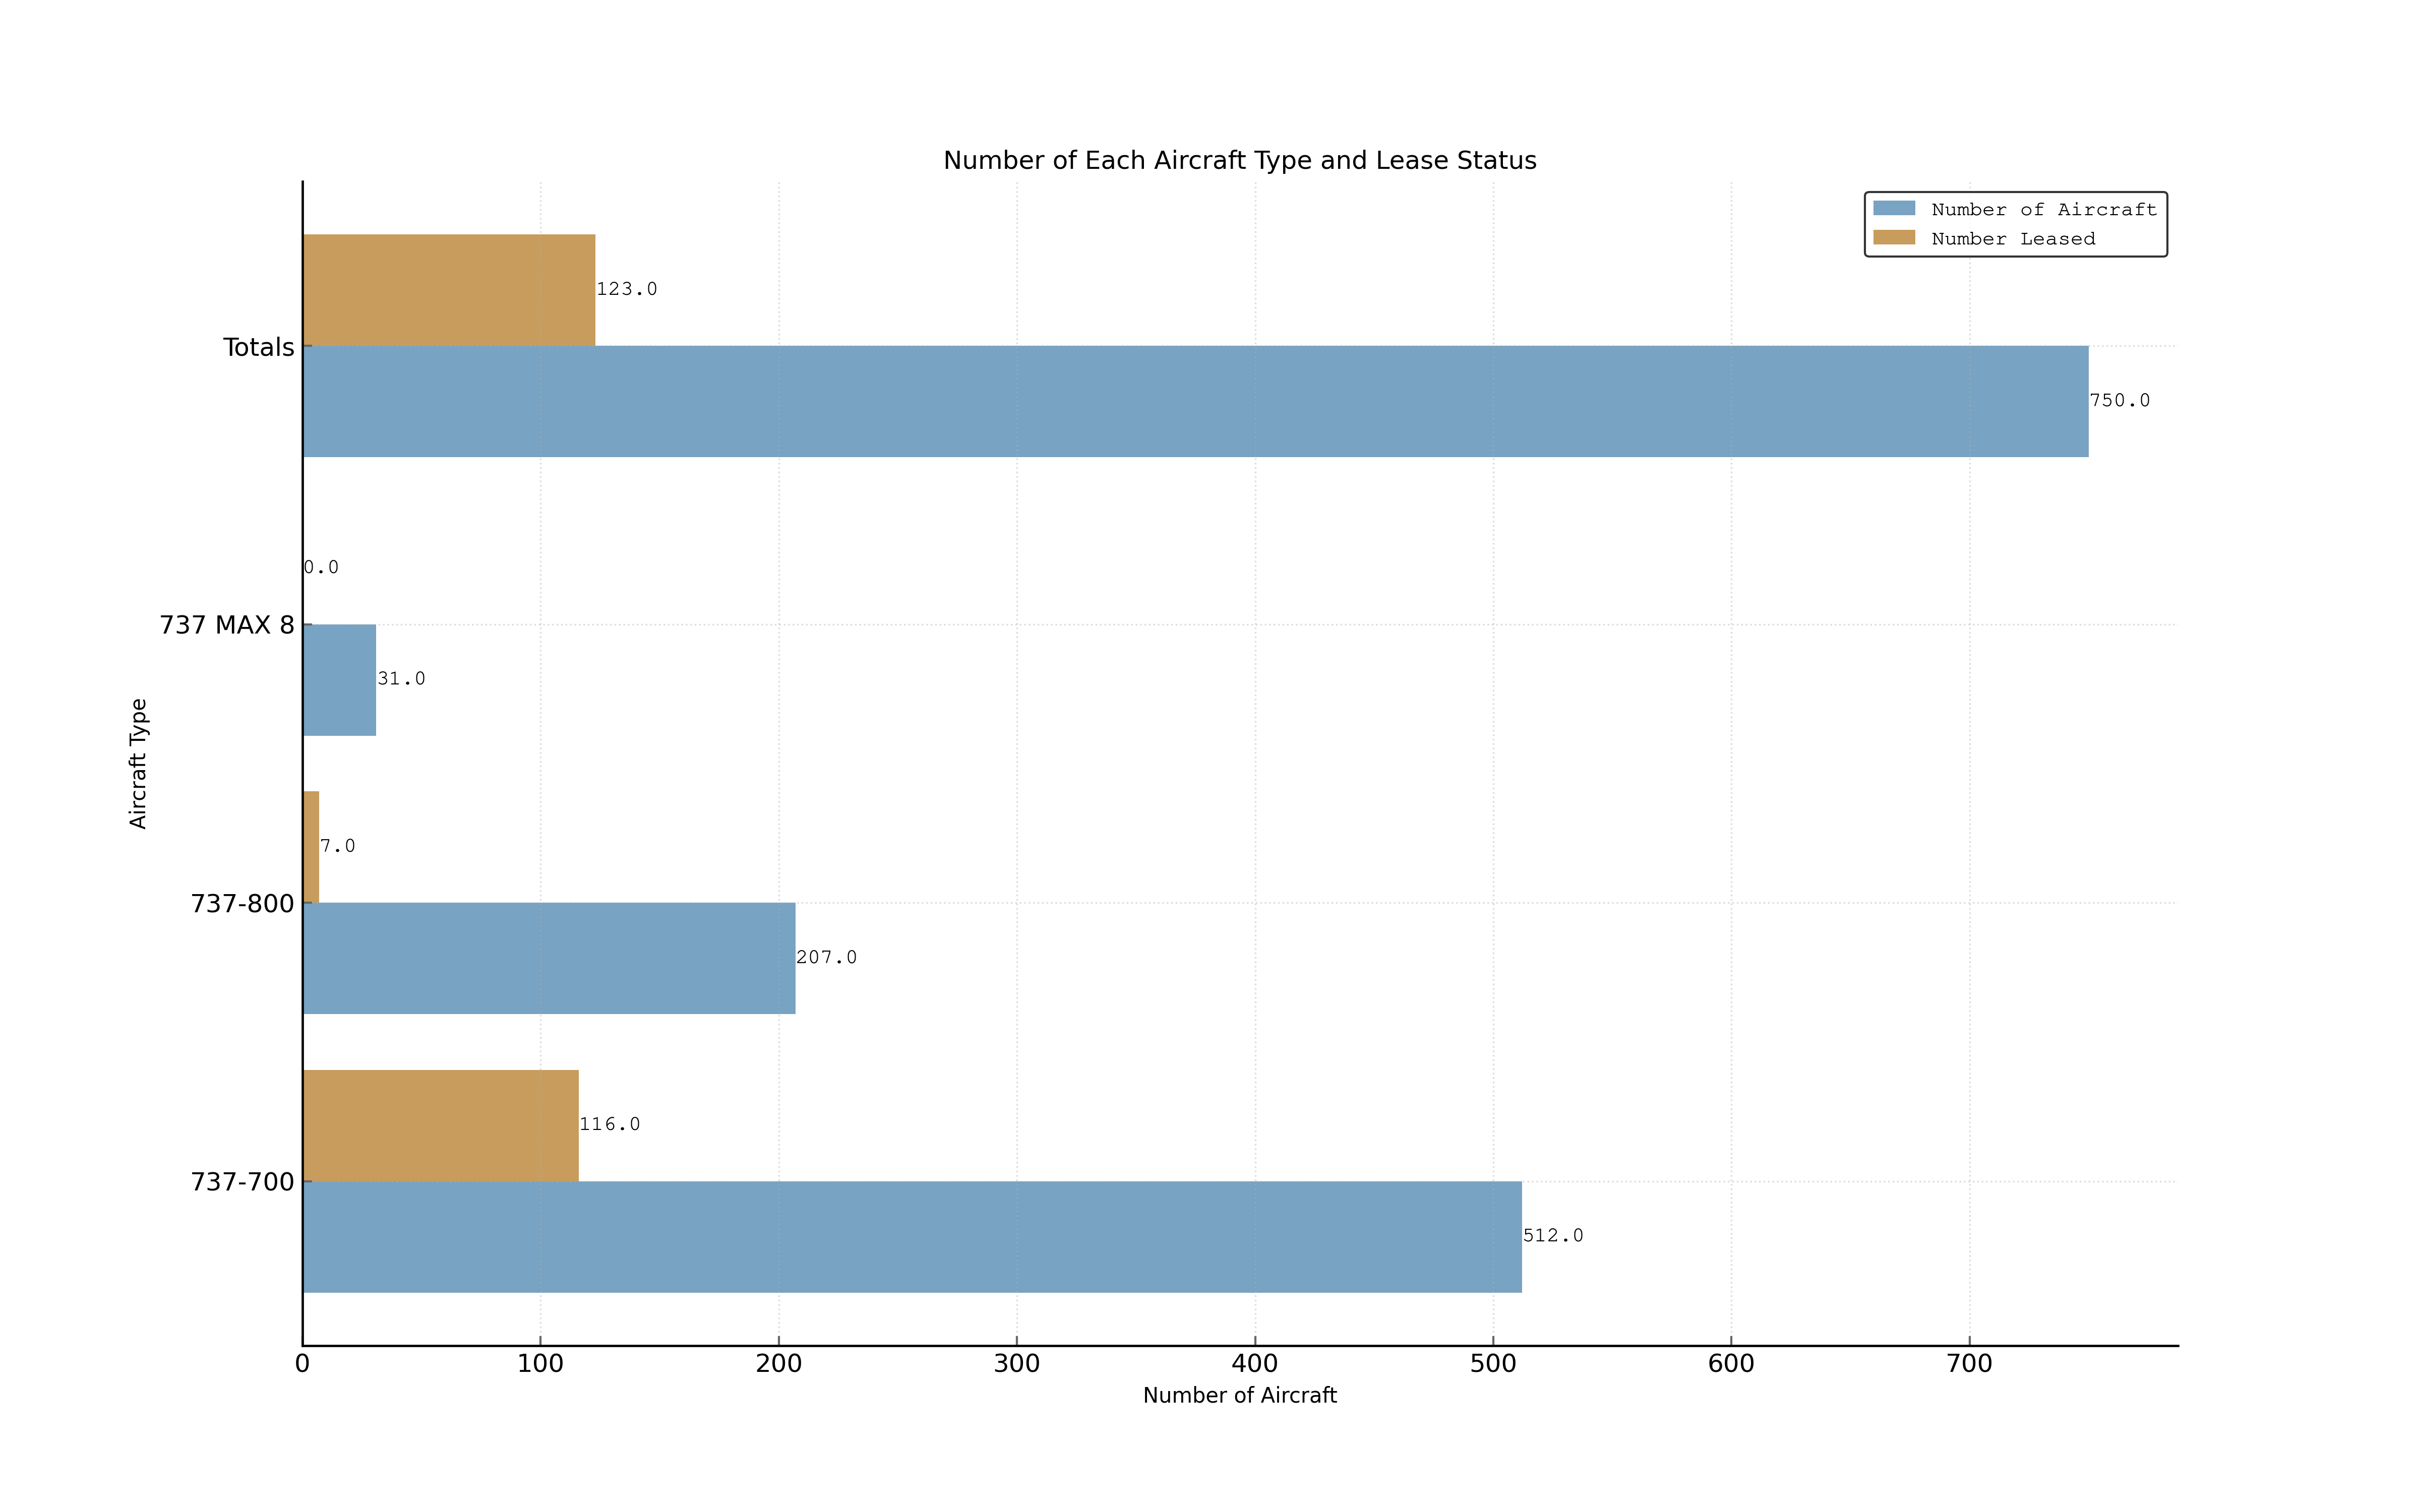 Number of Each Aircraft Type and Lease Status
Number of Aircraft
Number Leased
123.0
Totals
750.0
0.0
737 MAX 8
31.0
Aircraft Type
7.0
737-800
207.0
116.0
737-700
512.0
0 100 200 300 400 500 600 700
Number of Aircraft